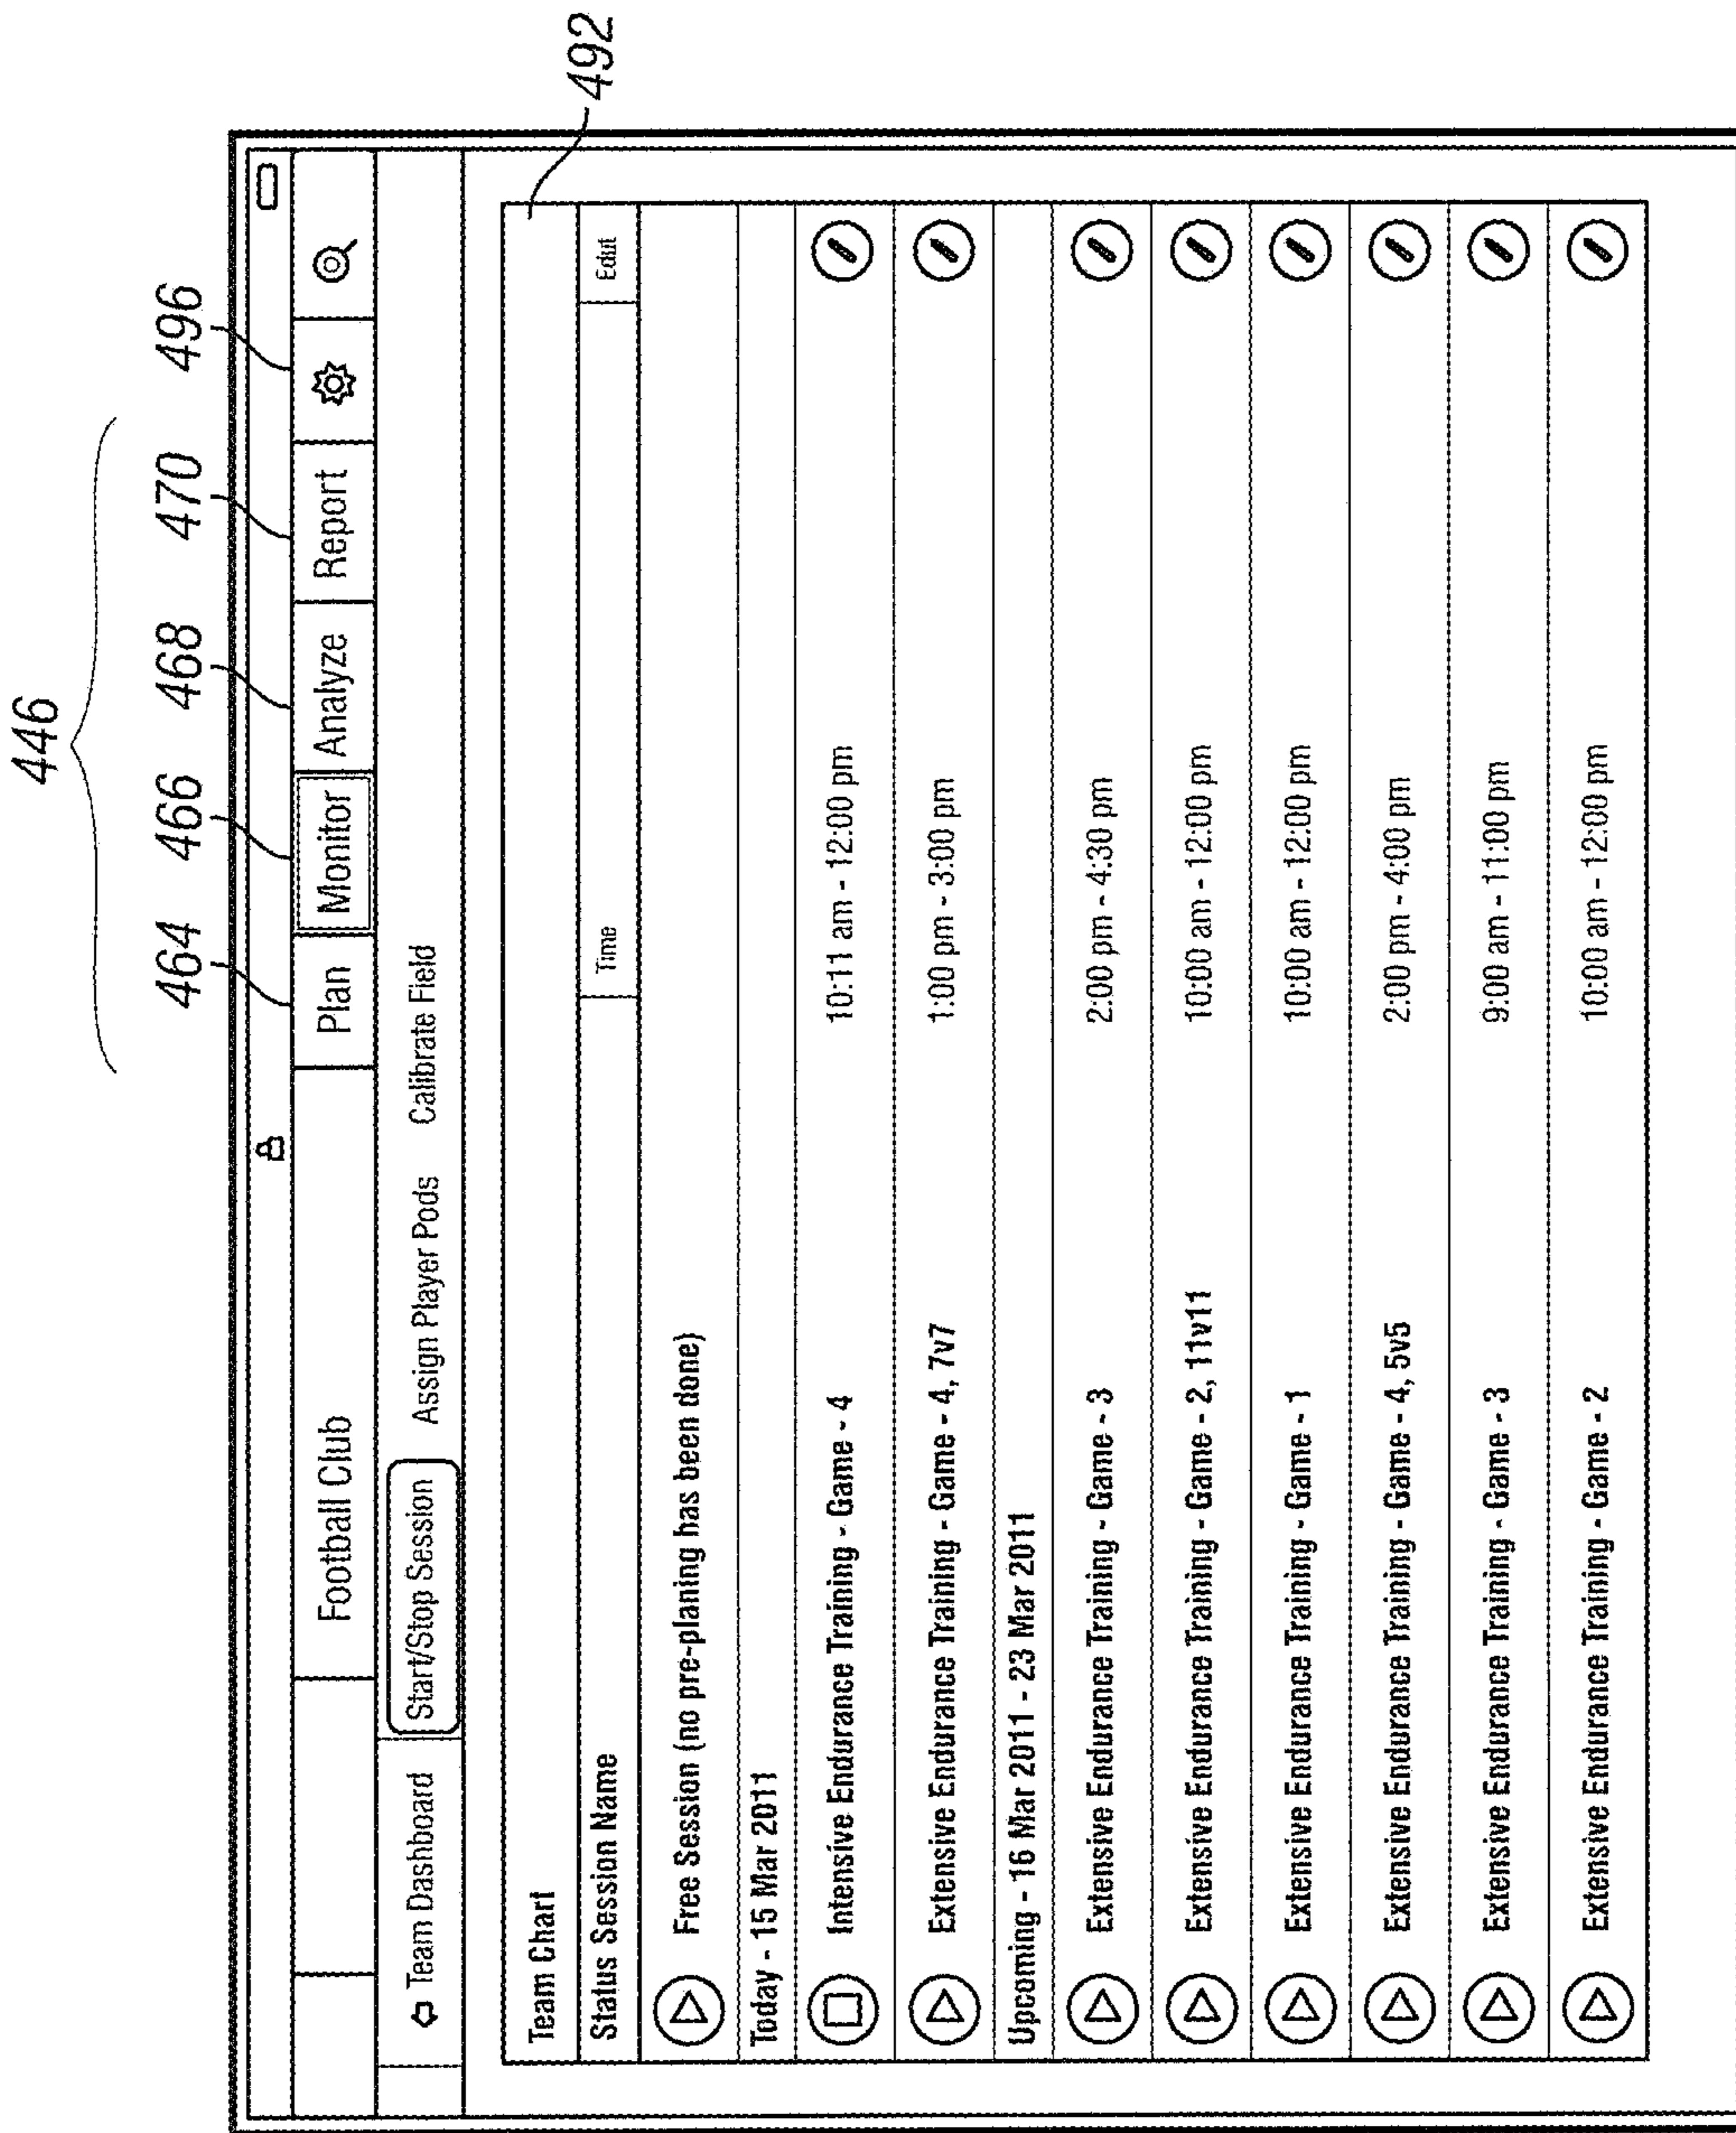 446
464 466 468 470 496
Football Club Plan Monitor Analyze Report
Team Dashboard Start/Stop Session Assign Player Pods Calibrate Field
492
Team Chart
Status Session Name Time Edit
Free Session (no pre-planing has been done)
Today - 15 Mar 2011
Intensive Endurance Training - Game - 4 10:11 am - 12:00 pm
Extensive Endurance Training - Game - 4, 7v7 1:00 pm - 3:00 pm
Upcoming - 16 Mar 2011 - 23 Mar 2011
Extensive Endurance Training - Game - 3 2:00 pm - 4:30 pm
Extensive Endurance Training - Game - 2, 11v11 10:00 am - 12:00 pm
Extensive Endurance Training - Game - 1 10:00 am - 12:00 pm
Extensive Endurance Training - Game - 4, 5v5 2:00 pm - 4:00 pm
Extensive Endurance Training - Game - 3 9:00 am - 11:00 pm
Extensive Endurance Training - Game - 2 10:00 am - 12:00 pm